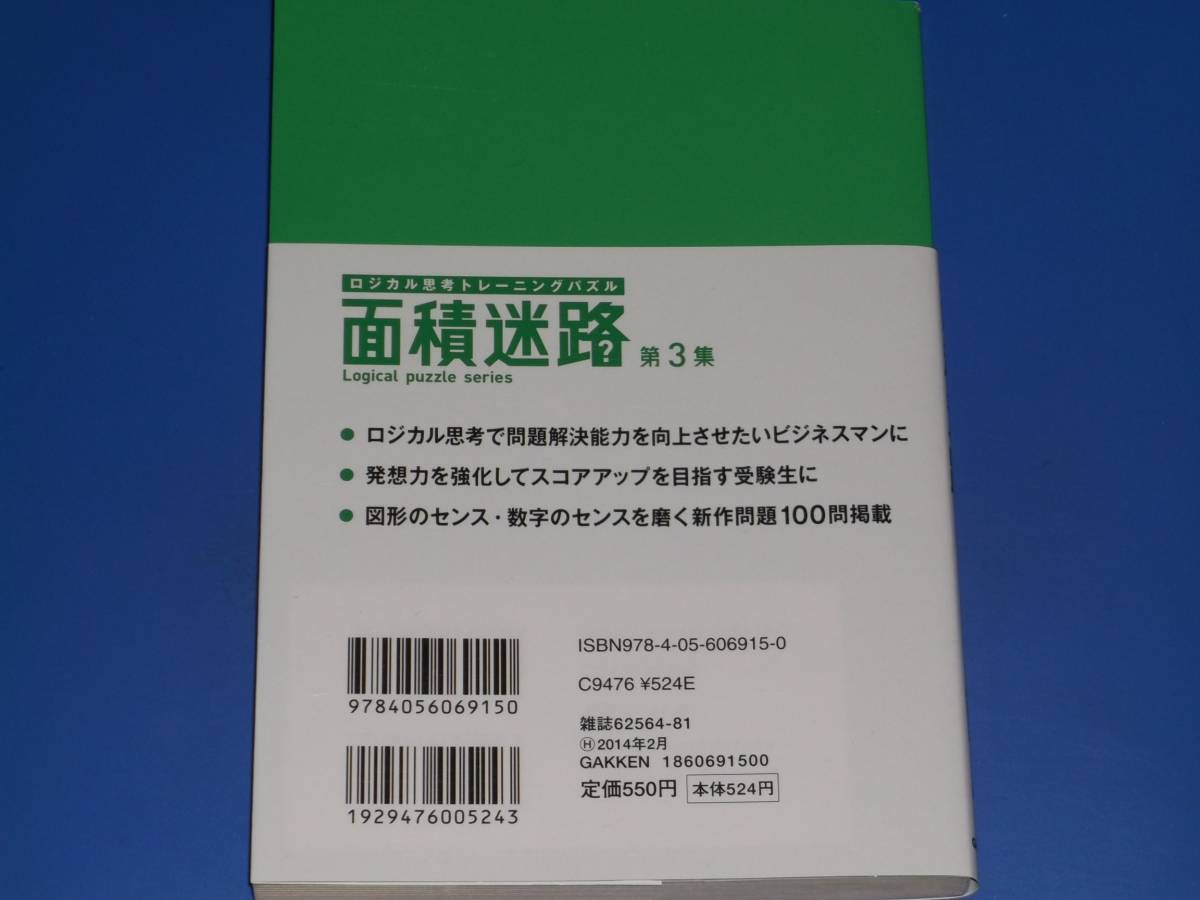 ロジカル思考トレーニングパズル
面積迷路 第3集
?
Logical puzzle series
● ロジカル思考で問題解決能力を向上させたいビジネスマンに
● 発想力を強化してスコアアップを目指す受験生に
● 図形のセンス・数字のセンスを磨く新作問題100問掲載
9784056069150
1929476005243
ISBN978-4-05-606915-0
C9476 ¥524E
雑誌62564-81
Ⓗ2014年2月
GAKKEN 1860691500
定価550円 本体524円